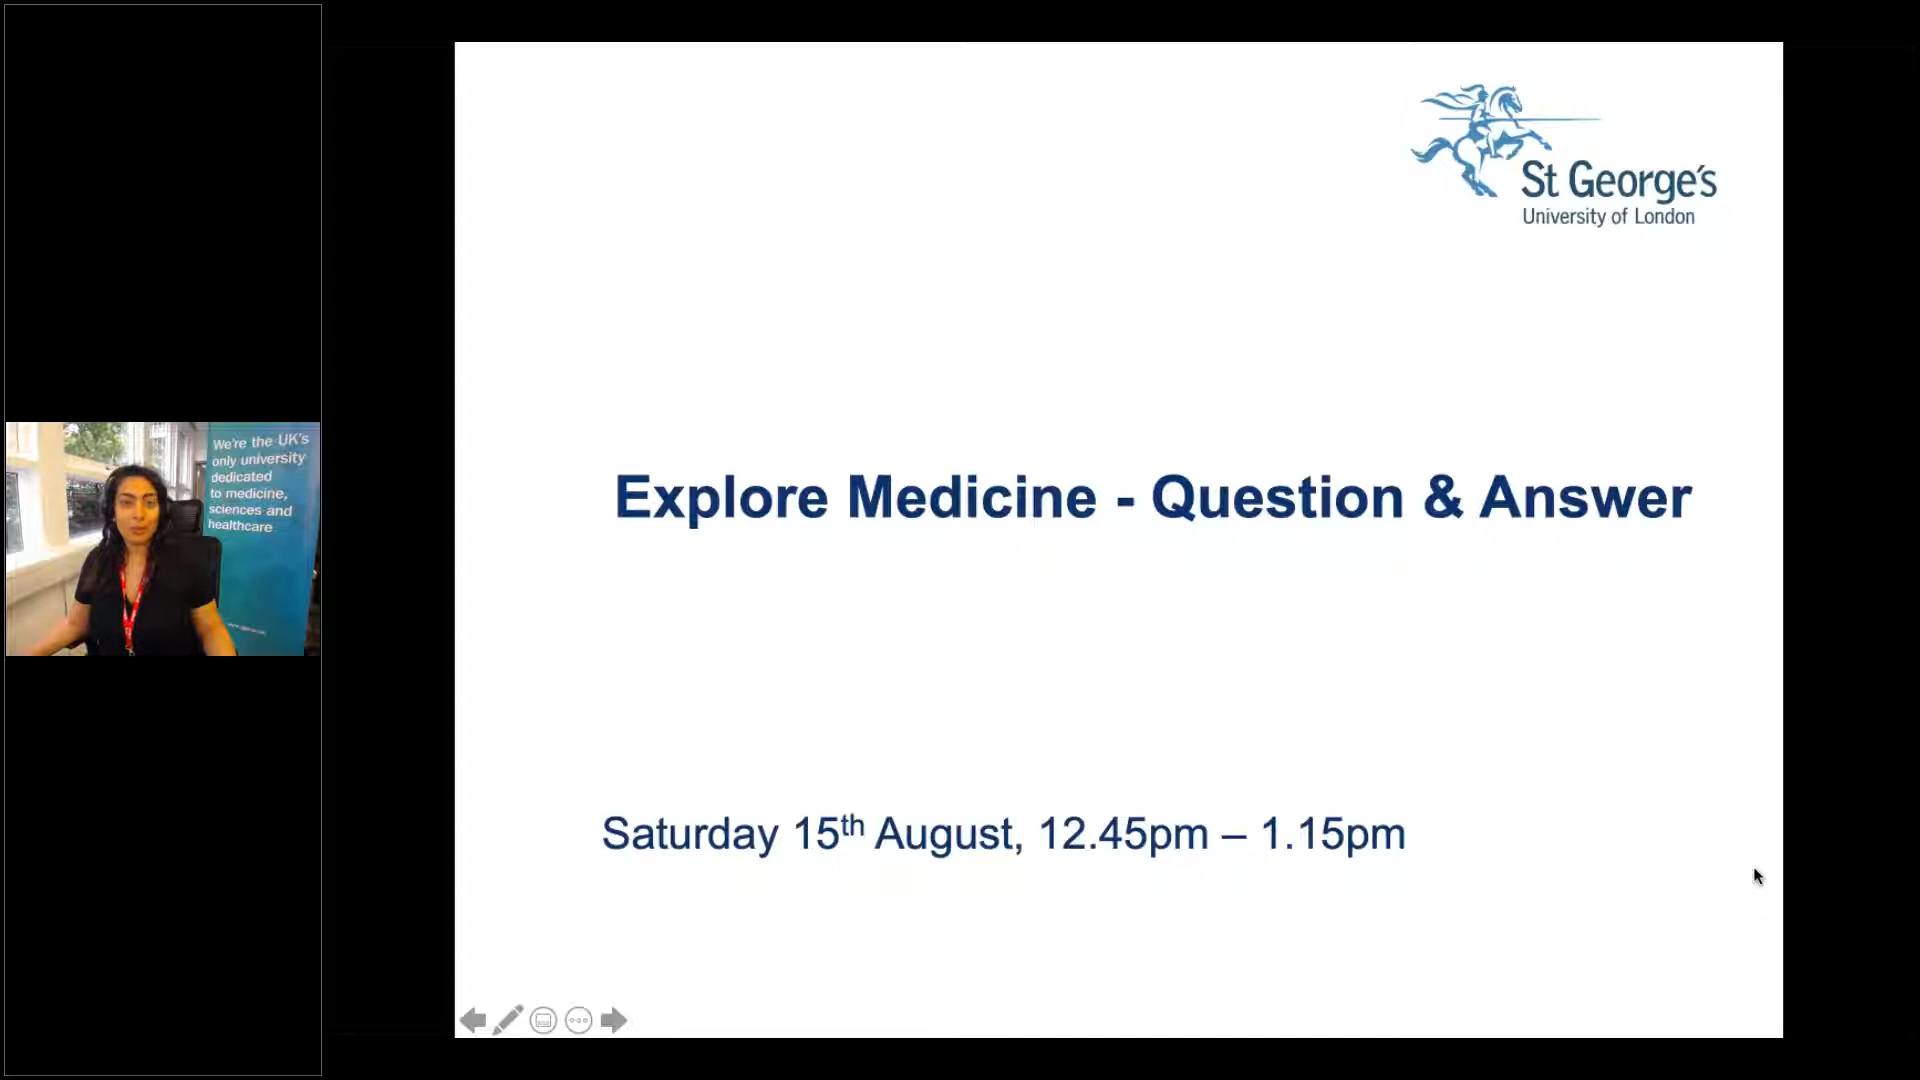 We're the UK's
only university
dedicated
to medicine,
sciences and
healthcare
St George's
University of London
Explore Medicine - Question & Answer
Saturday 15th August, 12.45pm – 1.15pm